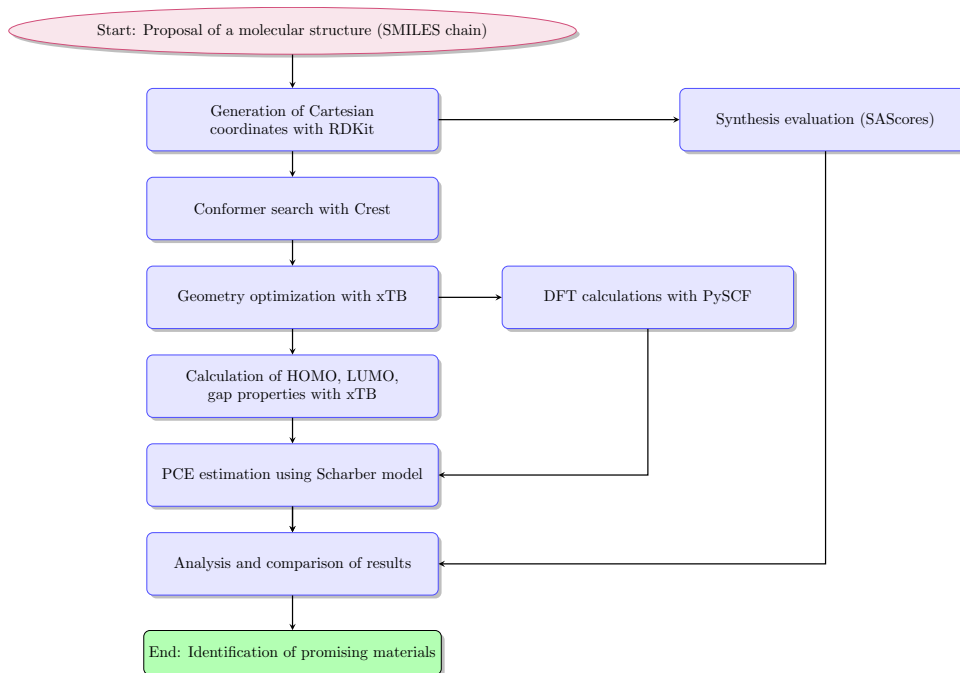 Start: Proposal of a molecular structure (SMILES chain)
Generation of Cartesian
coordinates with RDKit
Synthesis evaluation (SAScores)
Conformer search with Crest
Geometry optimization with xTB
DFT calculations with PySCF
Calculation of HOMO, LUMO,
gap properties with xTB
PCE estimation using Scharber model
Analysis and comparison of results
End: Identification of promising materials